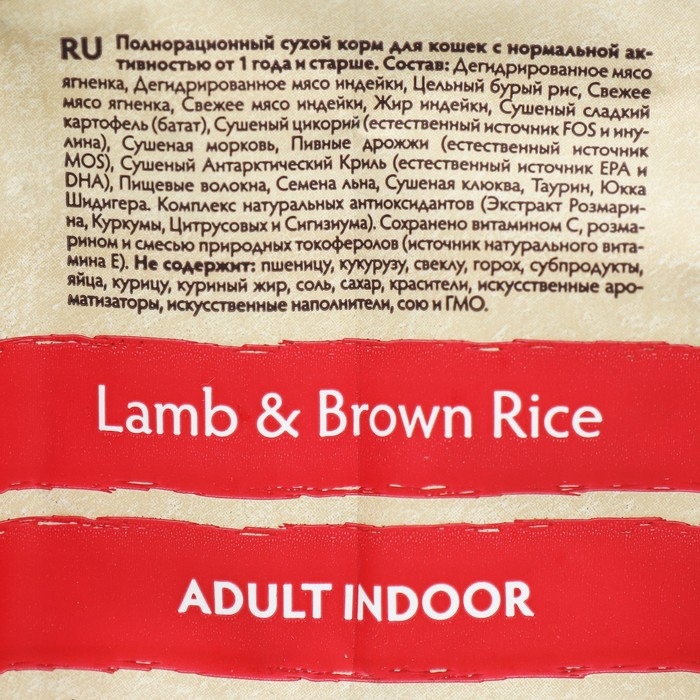 RU Полнорационный сухой корм для кошек с нормальной ак-
тивностью от 1 года и старше. Состав: Дегидрированное мясо
ягненка, Дегидрированное мясо индейки, Цельный бурый рис, Свежее
мясо ягненка, Свежее мясо индейки, Жир индейки, Сушеный сладкий
картофель (батат), Сушеный цикорий (естественный источник FOS и ину-
лина), Сушеная морковь, Пивные дрожжи (естественный источник
MOS), Сушеный Антарктический Криль (естественный источник EPA и
DHA), Пищевые волокна, Семена льна, Сушеная клюква, Таурин, Юкка
Шидигера. Комплекс натуральных антиоксидантов (Экстракт Розмари-
на, Куркумы, Цитрусовых и Сигизиума). Сохранено витамином С, розма-
рином и смесью природных токоферолов (источник натурального вита-
мина Е). Не содержит: пшеницу, кукурузу, свеклу, горох, субпродукты,
яйца, курицу, куриный жир, соль, сахар, красители, искусственные аро-
матизаторы, искусственные наполнители, сою и ГМО.
Lamb & Brown Rice
ADULT INDOOR